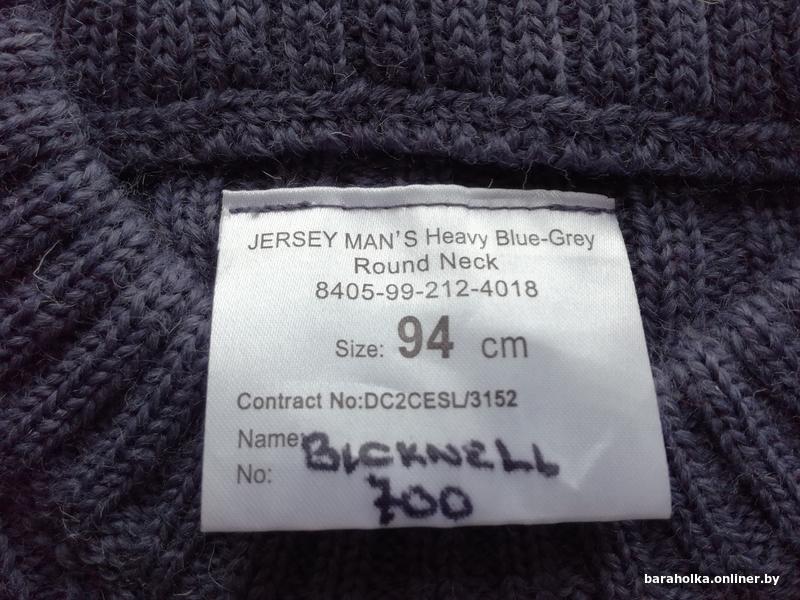 JERSEY MAN'S Heavy Blue-Grey
Round Neck
8405-99-212-4018
Size: 94 cm
Contract No:DC2CESL/3152
Name: BICKNELL
No: 700
baraholka.onliner.by